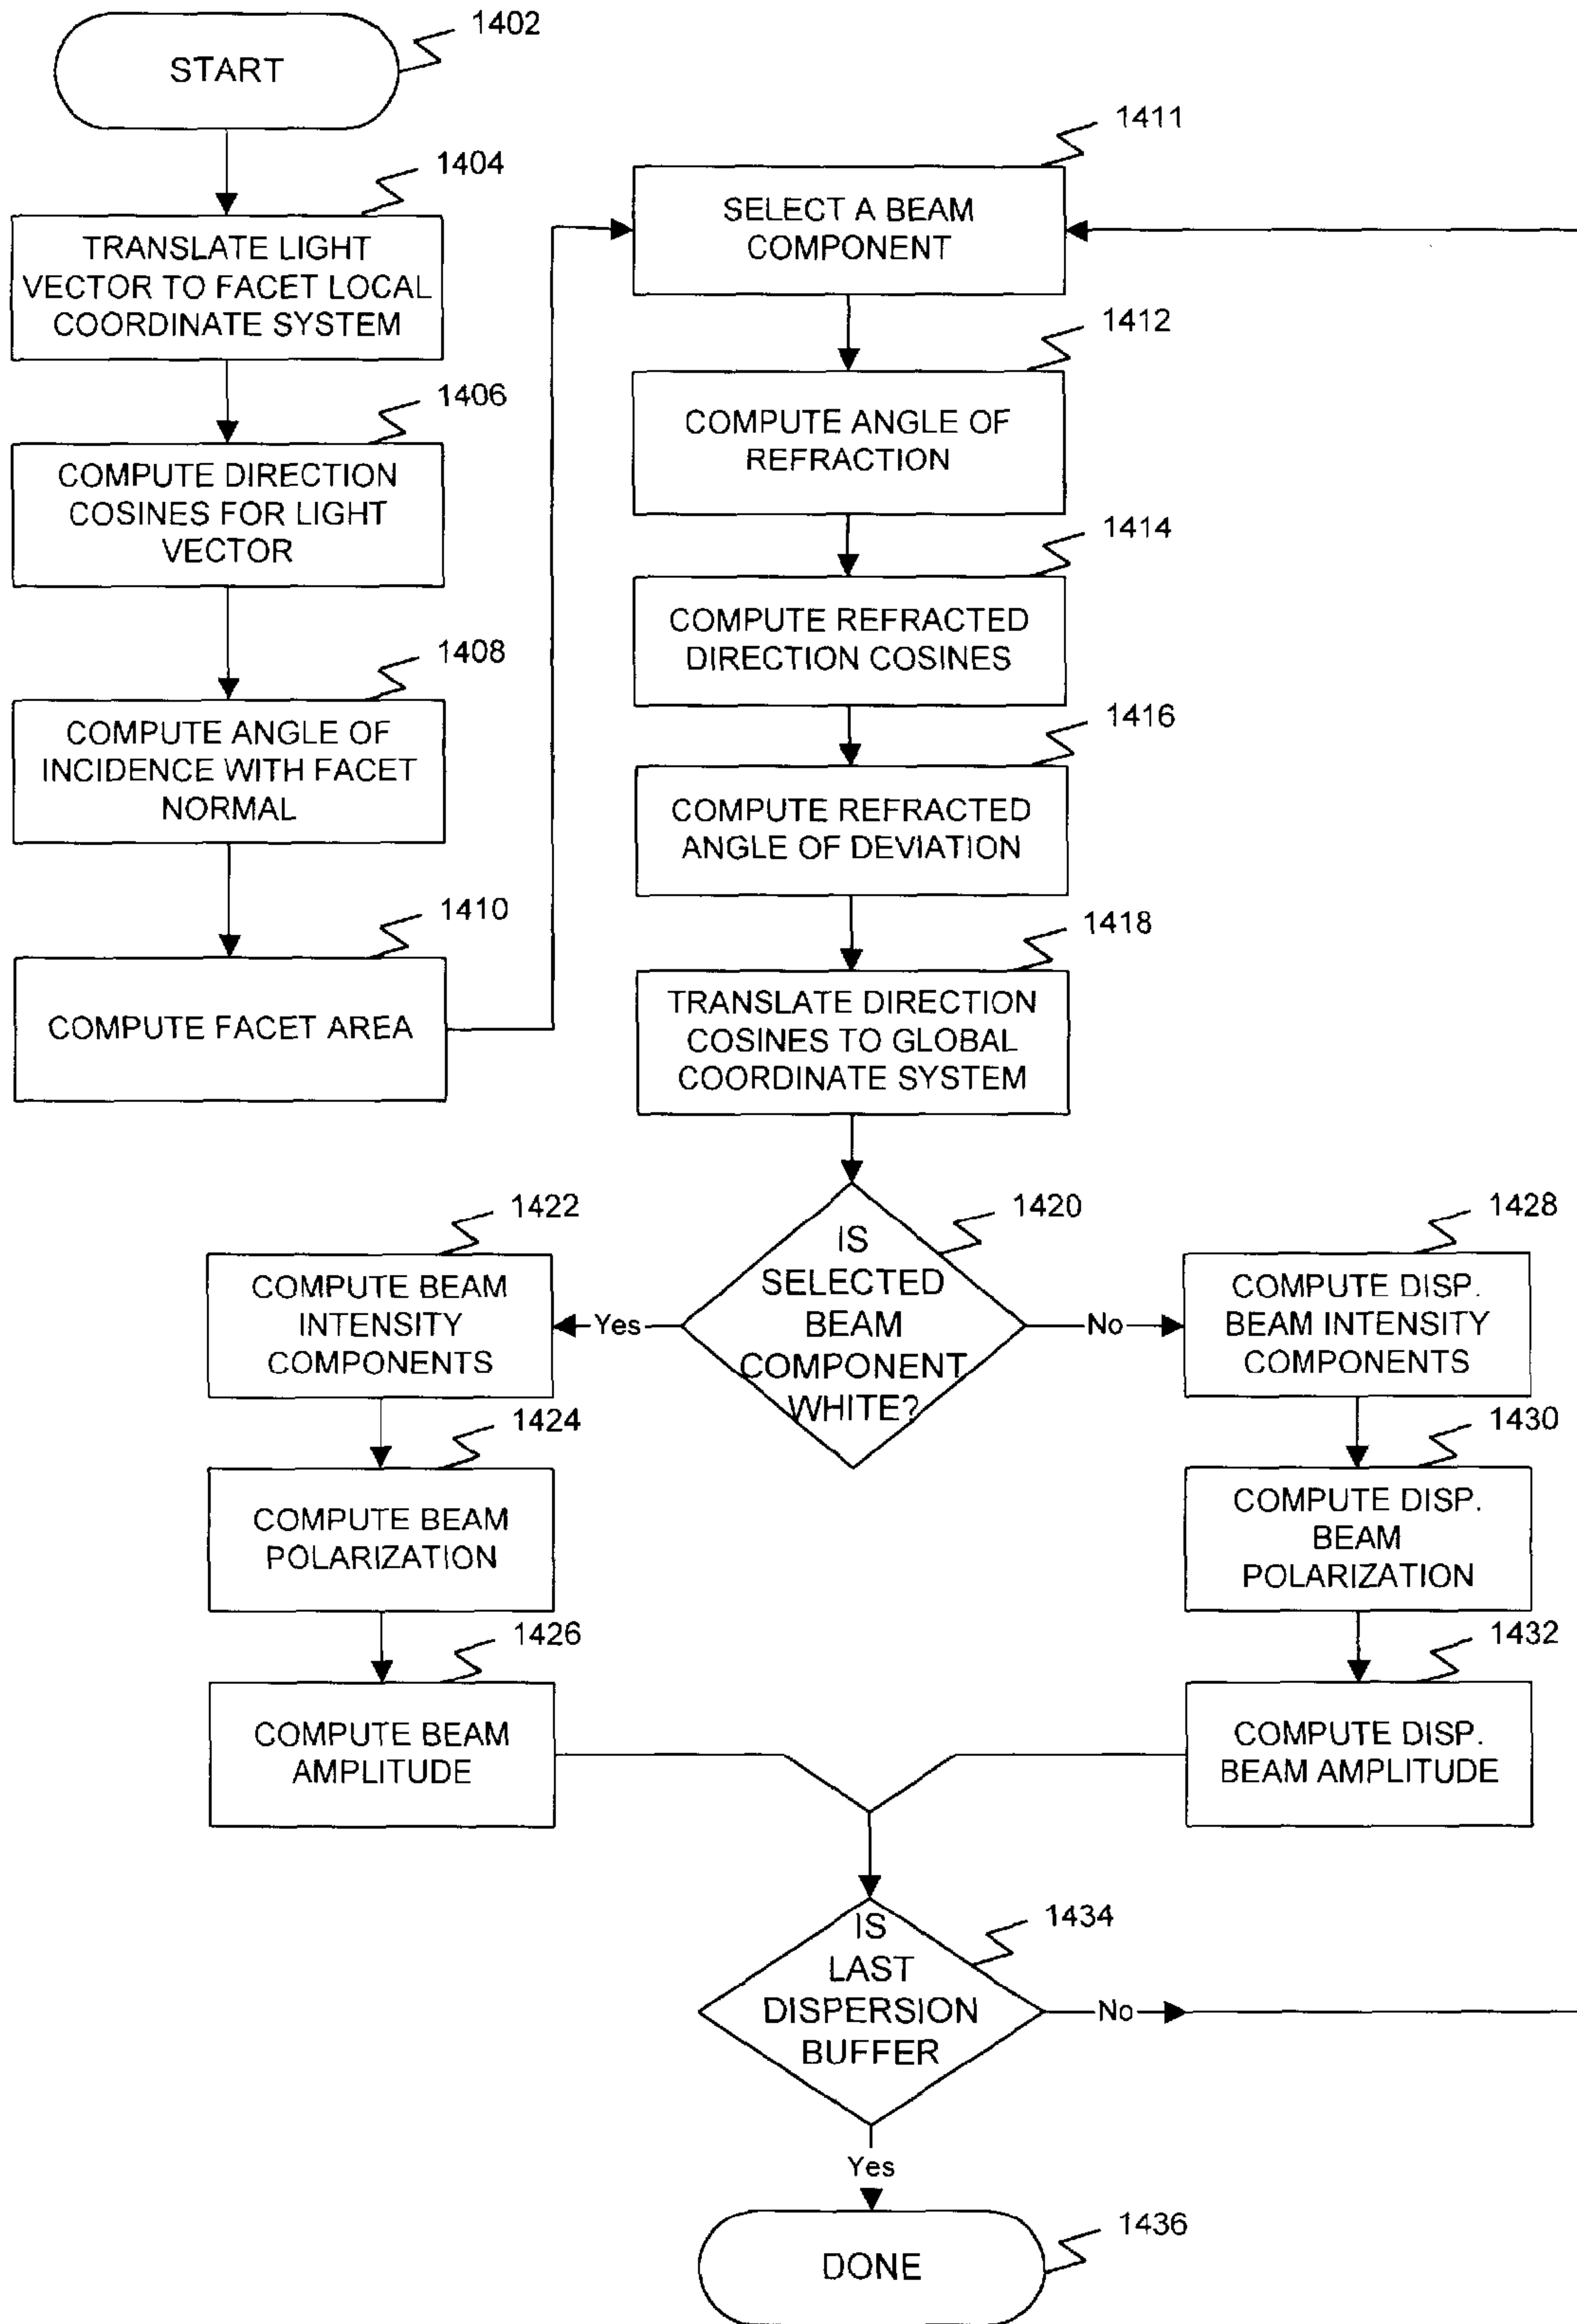 1402
START
1404
TRANSLATE LIGHT
VECTOR TO FACET LOCAL
COORDINATE SYSTEM
1406
COMPUTE DIRECTION
COSINES FOR LIGHT
VECTOR
1408
COMPUTE ANGLE OF
INCIDENCE WITH FACET
NORMAL
1410
COMPUTE FACET AREA
1411
SELECT A BEAM
COMPONENT
1412
COMPUTE ANGLE OF
REFRACTION
1414
COMPUTE REFRACTED
DIRECTION COSINES
1416
COMPUTE REFRACTED
ANGLE OF DEVIATION
1418
TRANSLATE DIRECTION
COSINES TO GLOBAL
COORDINATE SYSTEM
1420
IS
SELECTED
BEAM
COMPONENT
WHITE?
Yes
No
1422
COMPUTE BEAM
INTENSITY
COMPONENTS
1424
COMPUTE BEAM
POLARIZATION
1426
COMPUTE BEAM
AMPLITUDE
1428
COMPUTE DISP.
BEAM INTENSITY
COMPONENTS
1430
COMPUTE DISP.
BEAM
POLARIZATION
1432
COMPUTE DISP.
BEAM AMPLITUDE
1434
IS
LAST
DISPERSION
BUFFER
No
Yes
1436
DONE